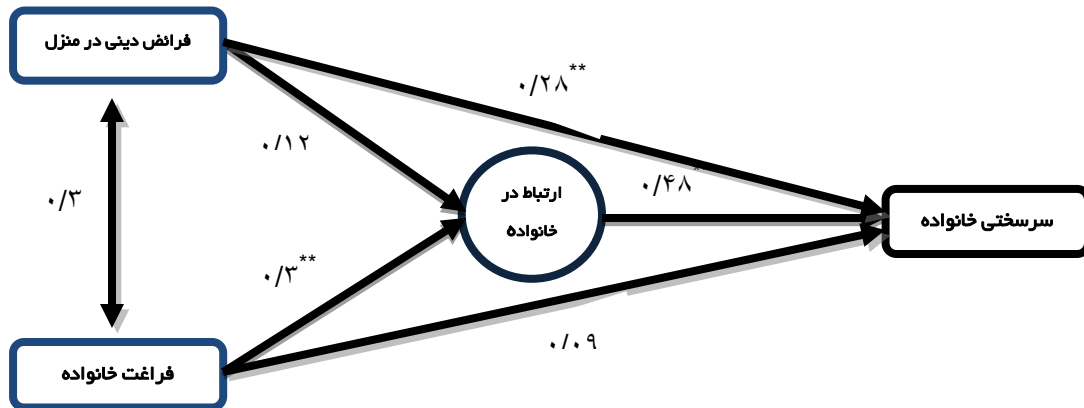 فرائض دینی در منزل
۰/۲۸**
۰/۱۲
ارتباط در
خانواده
۰/۴۸*
۰/۳
سرسختی خانواده
۰/۳**
۰/۰۹
فراغت خانواده